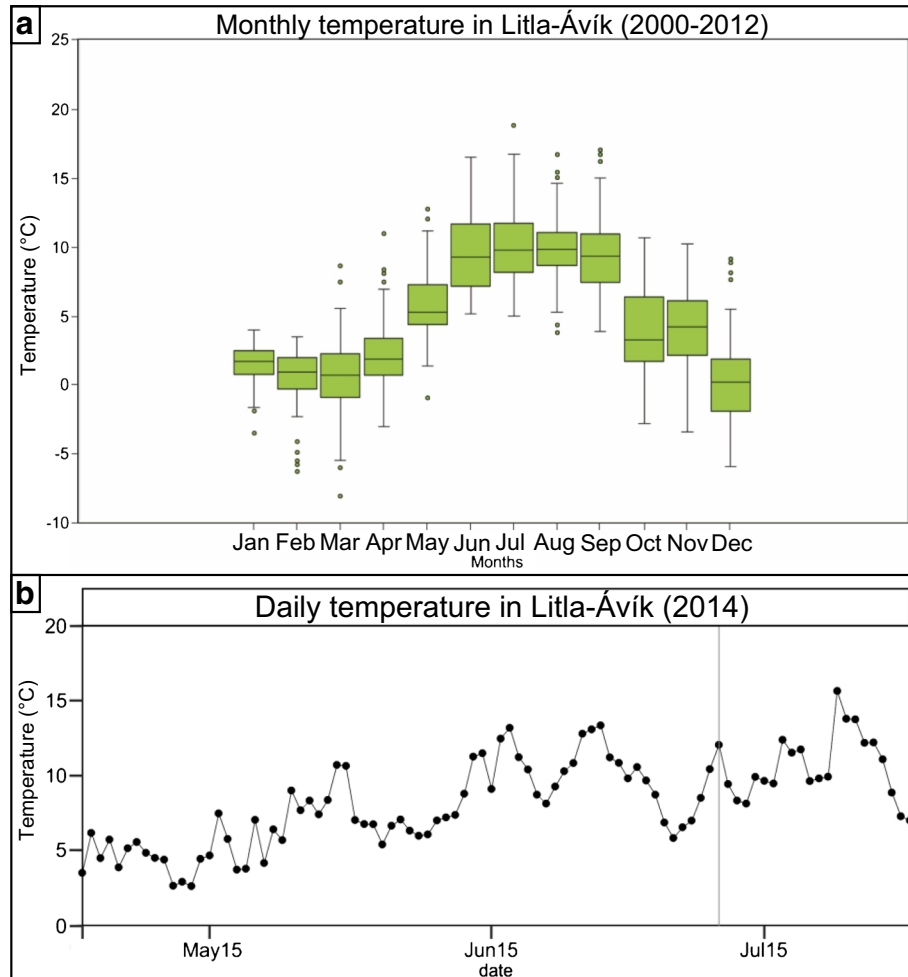 a
Monthly temperature in Litla-Ávík (2000-2012)
25
20
15
10
5
0
-5
-10
Temperature (°C)
Jan Feb Mar Apr May Jun Jul Aug Sep Oct Nov Dec
Months
b
Daily temperature in Litla-Ávík (2014)
20
15
10
5
0
Temperature (°C)
May15 Jun15 Jul15
date